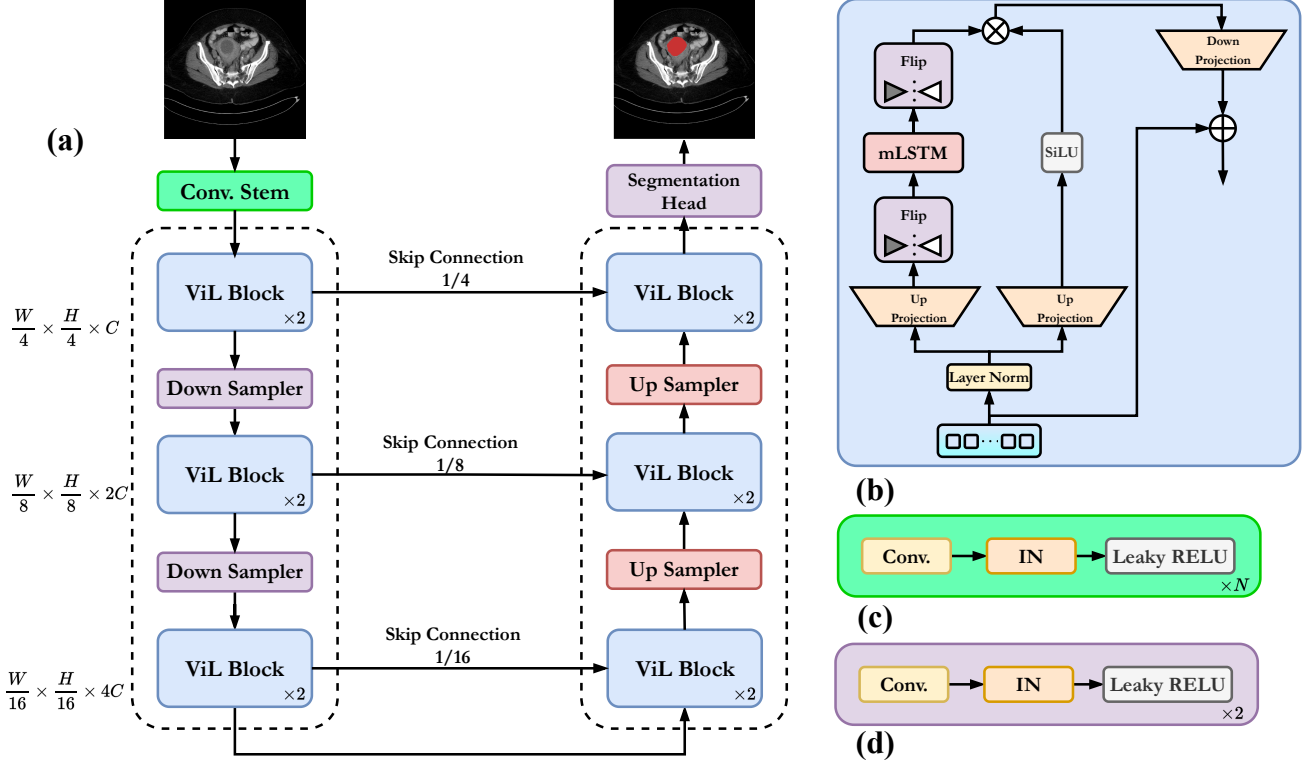 (a)
Conv. Stem
ViL Block
×2
W/4 × H/4 × C
Down Sampler
ViL Block
×2
W/8 × H/8 × 2C
Down Sampler
ViL Block
×2
W/16 × H/16 × 4C
Skip Connection
1/4
Skip Connection
1/8
Skip Connection
1/16
Segmentation
Head
ViL Block
×2
Up Sampler
ViL Block
×2
Up Sampler
ViL Block
×2
Down
Projection
Flip
mLSTM
SiLU
Flip
Up
Projection
Up
Projection
Layer Norm
(b)
Conv.
IN
Leaky RELU
×N
(c)
Conv.
IN
Leaky RELU
×2
(d)